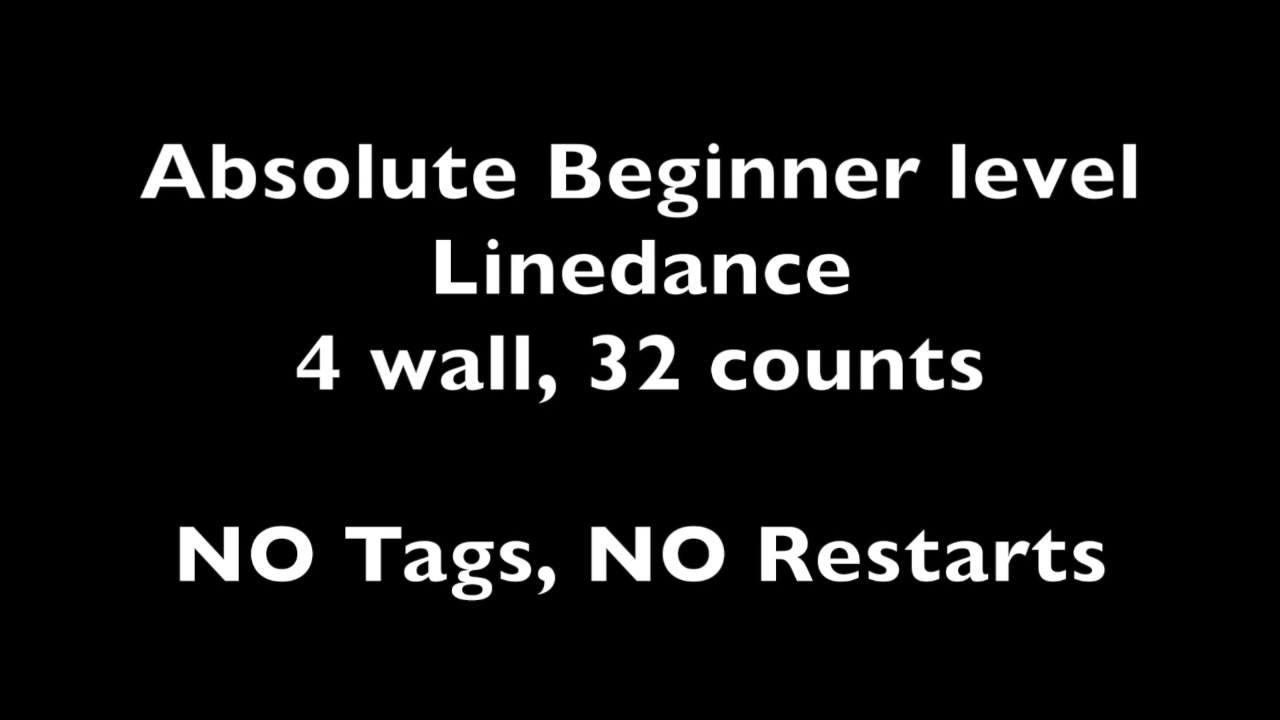 Absolute Beginner level
Linedance
4 wall, 32 counts
NO Tags, NO Restarts